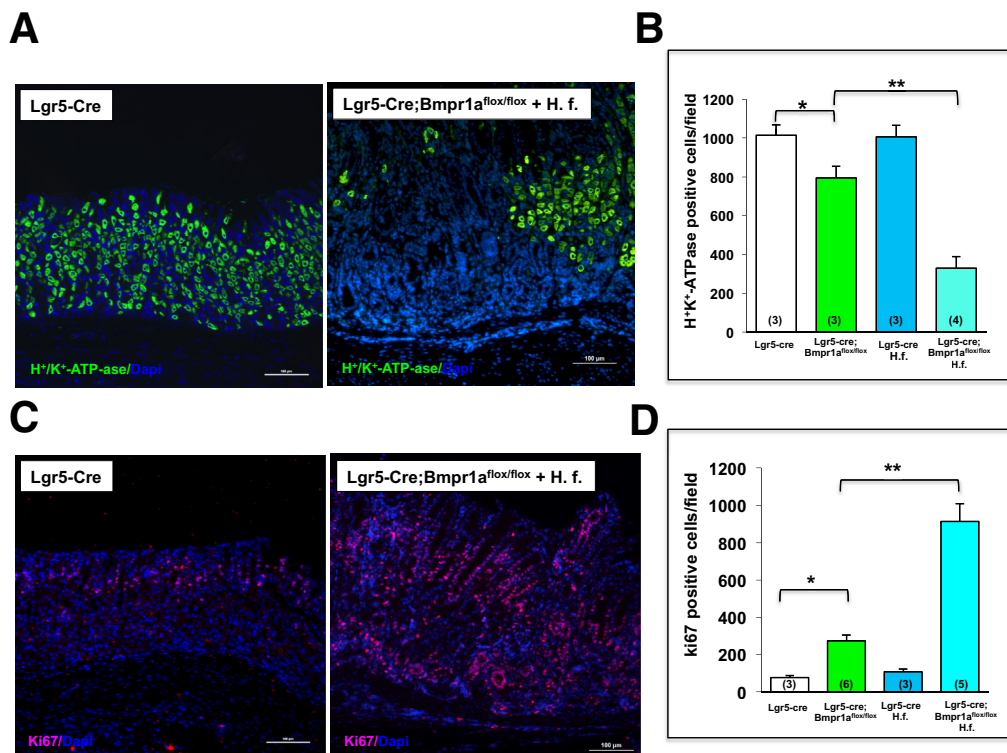 A
Lgr5-Cre
Lgr5-Cre;Bmpr1aflox/flox + H. f.
H+/K+-ATP-ase/Dapi
100 µm
H+/K+-ATP-ase/Dapi
100 µm
B
H+K+-ATPase positive cells/field
1200
1000
800
600
400
200
0
*
**
(3)
(3)
(3)
(4)
Lgr5-cre
Lgr5-cre;
Bmpr1aflox/flox
Lgr5-cre
H.f.
Lgr5-cre;
Bmpr1aflox/flox
H.f.
C
Lgr5-Cre
Lgr5-Cre;Bmpr1aflox/flox + H. f.
Ki67/Dapi
100 µm
Ki67/Dapi
100 µm
D
ki67 positive cells/field
1200
1000
800
600
400
200
0
*
**
(3)
(6)
(3)
(5)
Lgr5-cre
Lgr5-cre;
Bmpr1aflox/flox
Lgr5-cre
H.f.
Lgr5-cre;
Bmpr1aflox/flox
H.f.